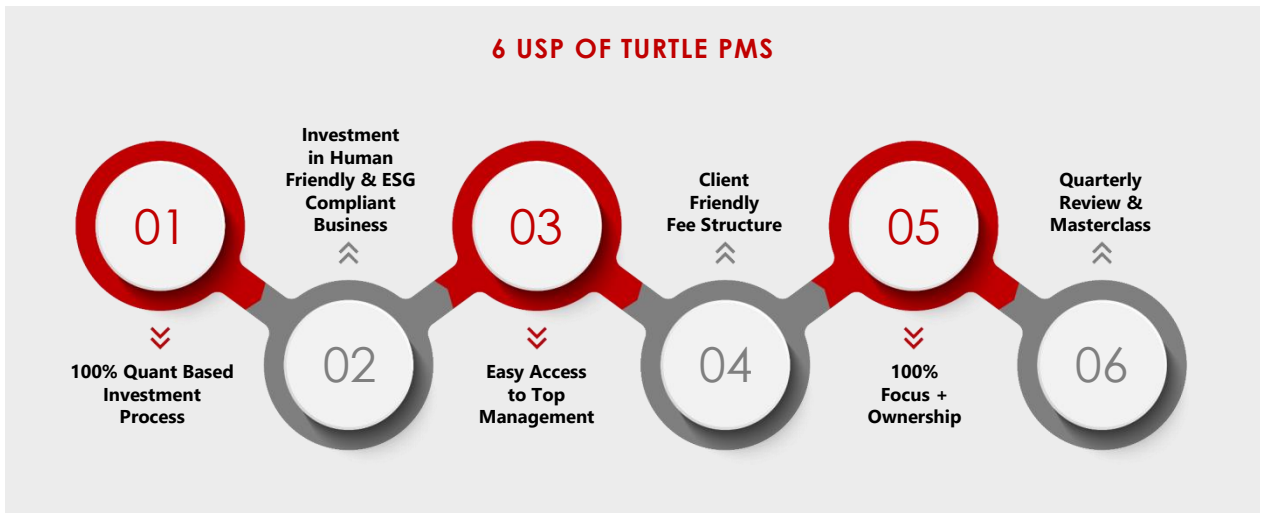 6 USP OF TURTLE PMS
01
100% Quant Based
Investment
Process
Investment
in Human
Friendly & ESG
Compliant
Business
02
03
Easy Access
to Top
Management
Client
Friendly
Fee Structure
04
05
100%
Focus +
Ownership
Quarterly
Review &
Masterclass
06